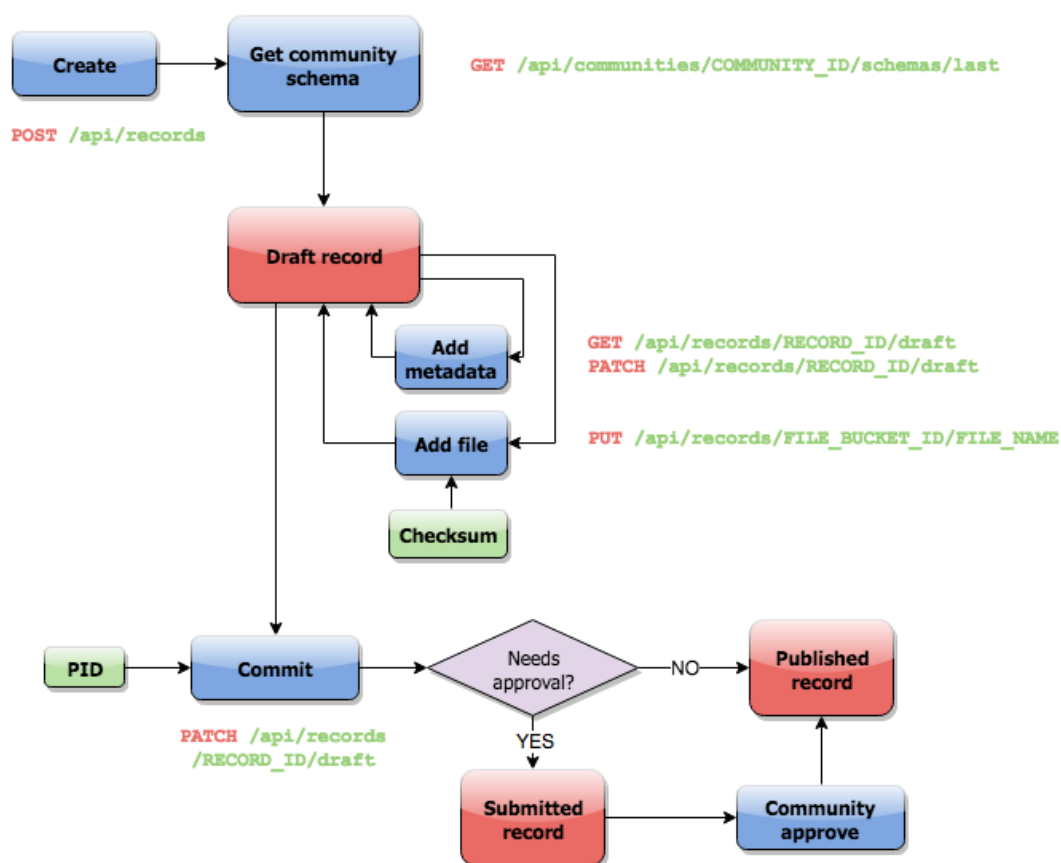 Create
Get community
schema
GET /api/communities/COMMUNITY_ID/schemas/last
POST /api/records
Draft record
Add
metadata
GET /api/records/RECORD_ID/draft
PATCH /api/records/RECORD_ID/draft
Add file
PUT /api/records/FILE_BUCKET_ID/FILE_NAME
Checksum
PID
Commit
Needs
approval?
NO
Published
record
PATCH /api/records
/RECORD_ID/draft
YES
Submitted
record
Community
approve